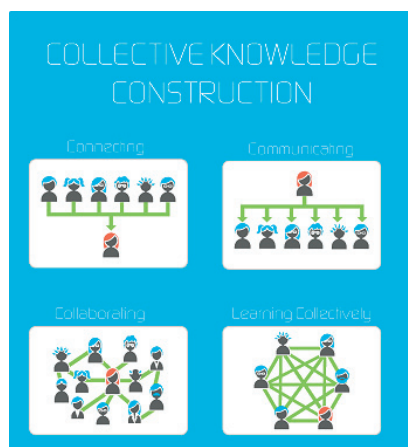 COLLECTIVE KNOWLEDGE
CONSTRUCTION
Connecting
Communicating
Collaborating
Learning Collectively